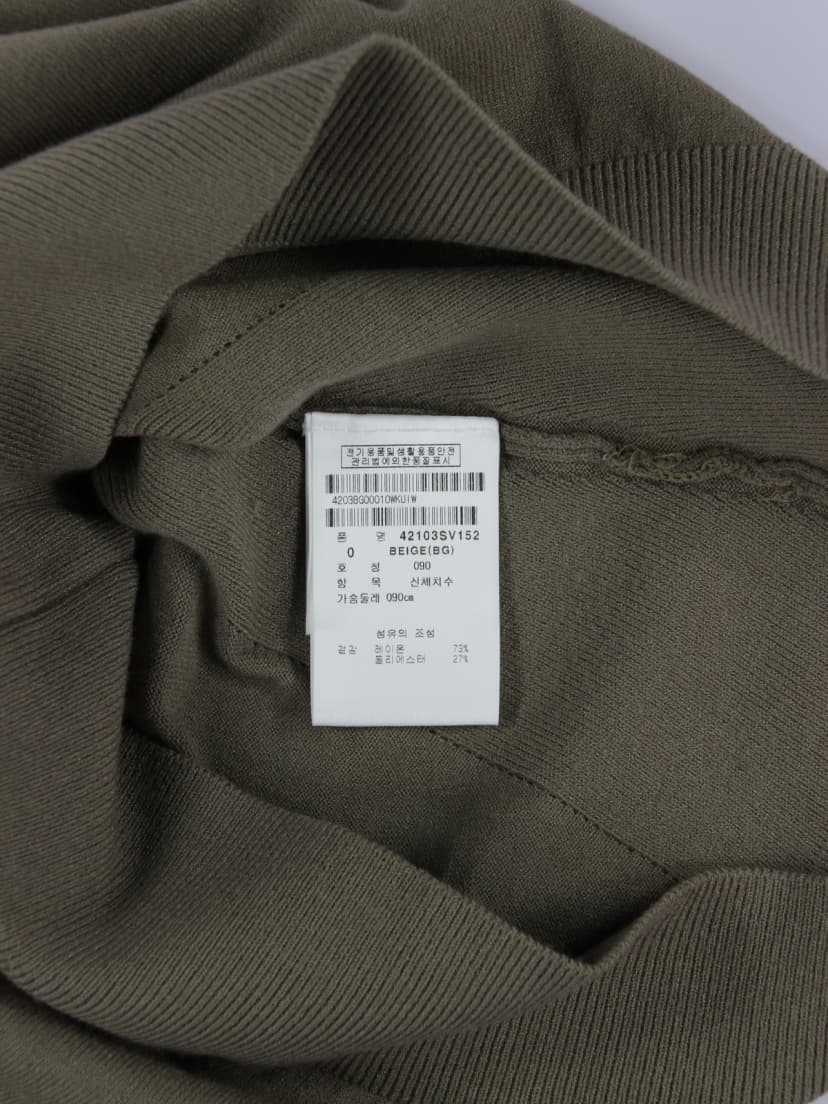 전기용품및생활용품안전
관리법에의한품질표시
4203BG00010WKUIW
품 명 42103SV152
0 BEIGE(BG)
호 칭 090
항 목 신체치수
가슴둘레 090cm
섬유의 조성
겉감 레이온 73%
폴리에스터 27%